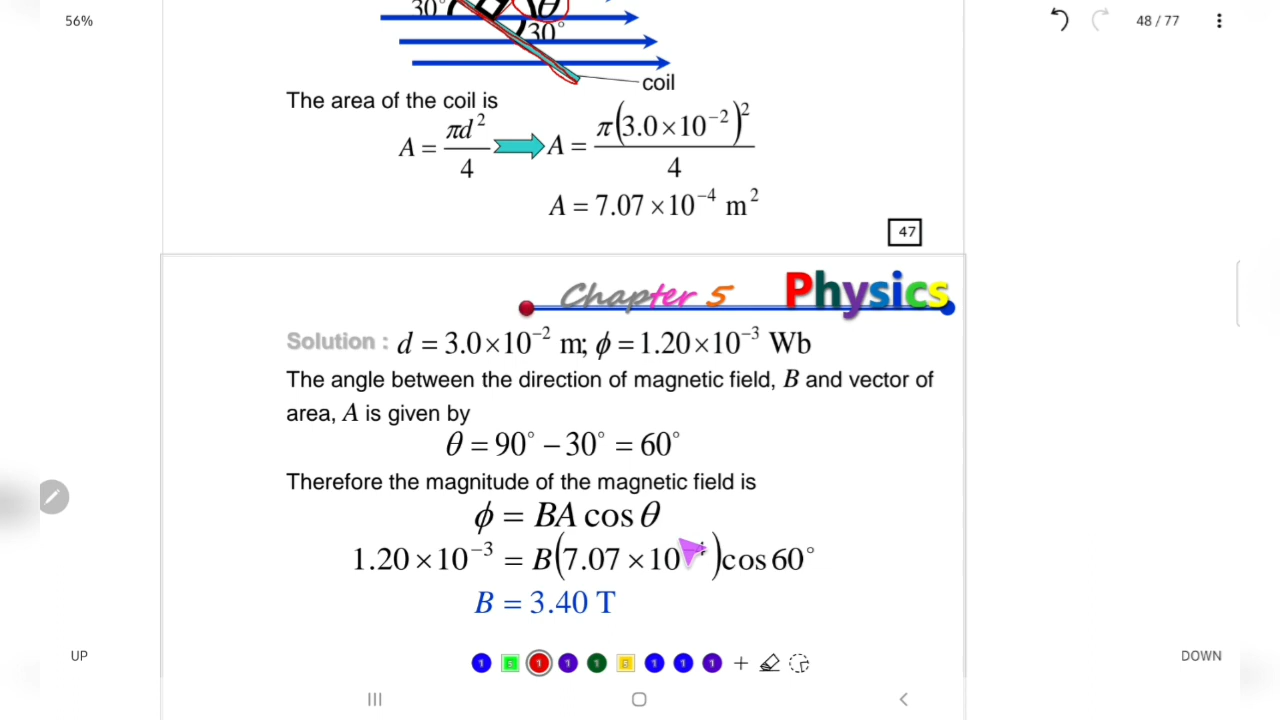 56%
48 / 77
30° θ
30°
coil
The area of the coil is
A = πd² / 4 A = π(3.0×10⁻²)² / 4
A = 7.07 ×10⁻⁴ m²
47
Chapter 5 Physics
Solution : d = 3.0×10⁻² m; ϕ = 1.20×10⁻³ Wb
The angle between the direction of magnetic field, B and vector of
area, A is given by
θ = 90° − 30° = 60°
Therefore the magnitude of the magnetic field is
ϕ = BA cos θ
1.20×10⁻³ = B(7.07 ×10 )cos 60°
B = 3.40 T
UP
DOWN